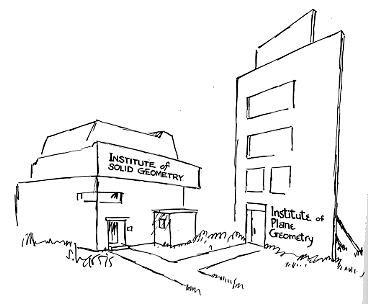 INSTITUTE of
SOLID GEOMETRY
Institute of
Plane
Geometry